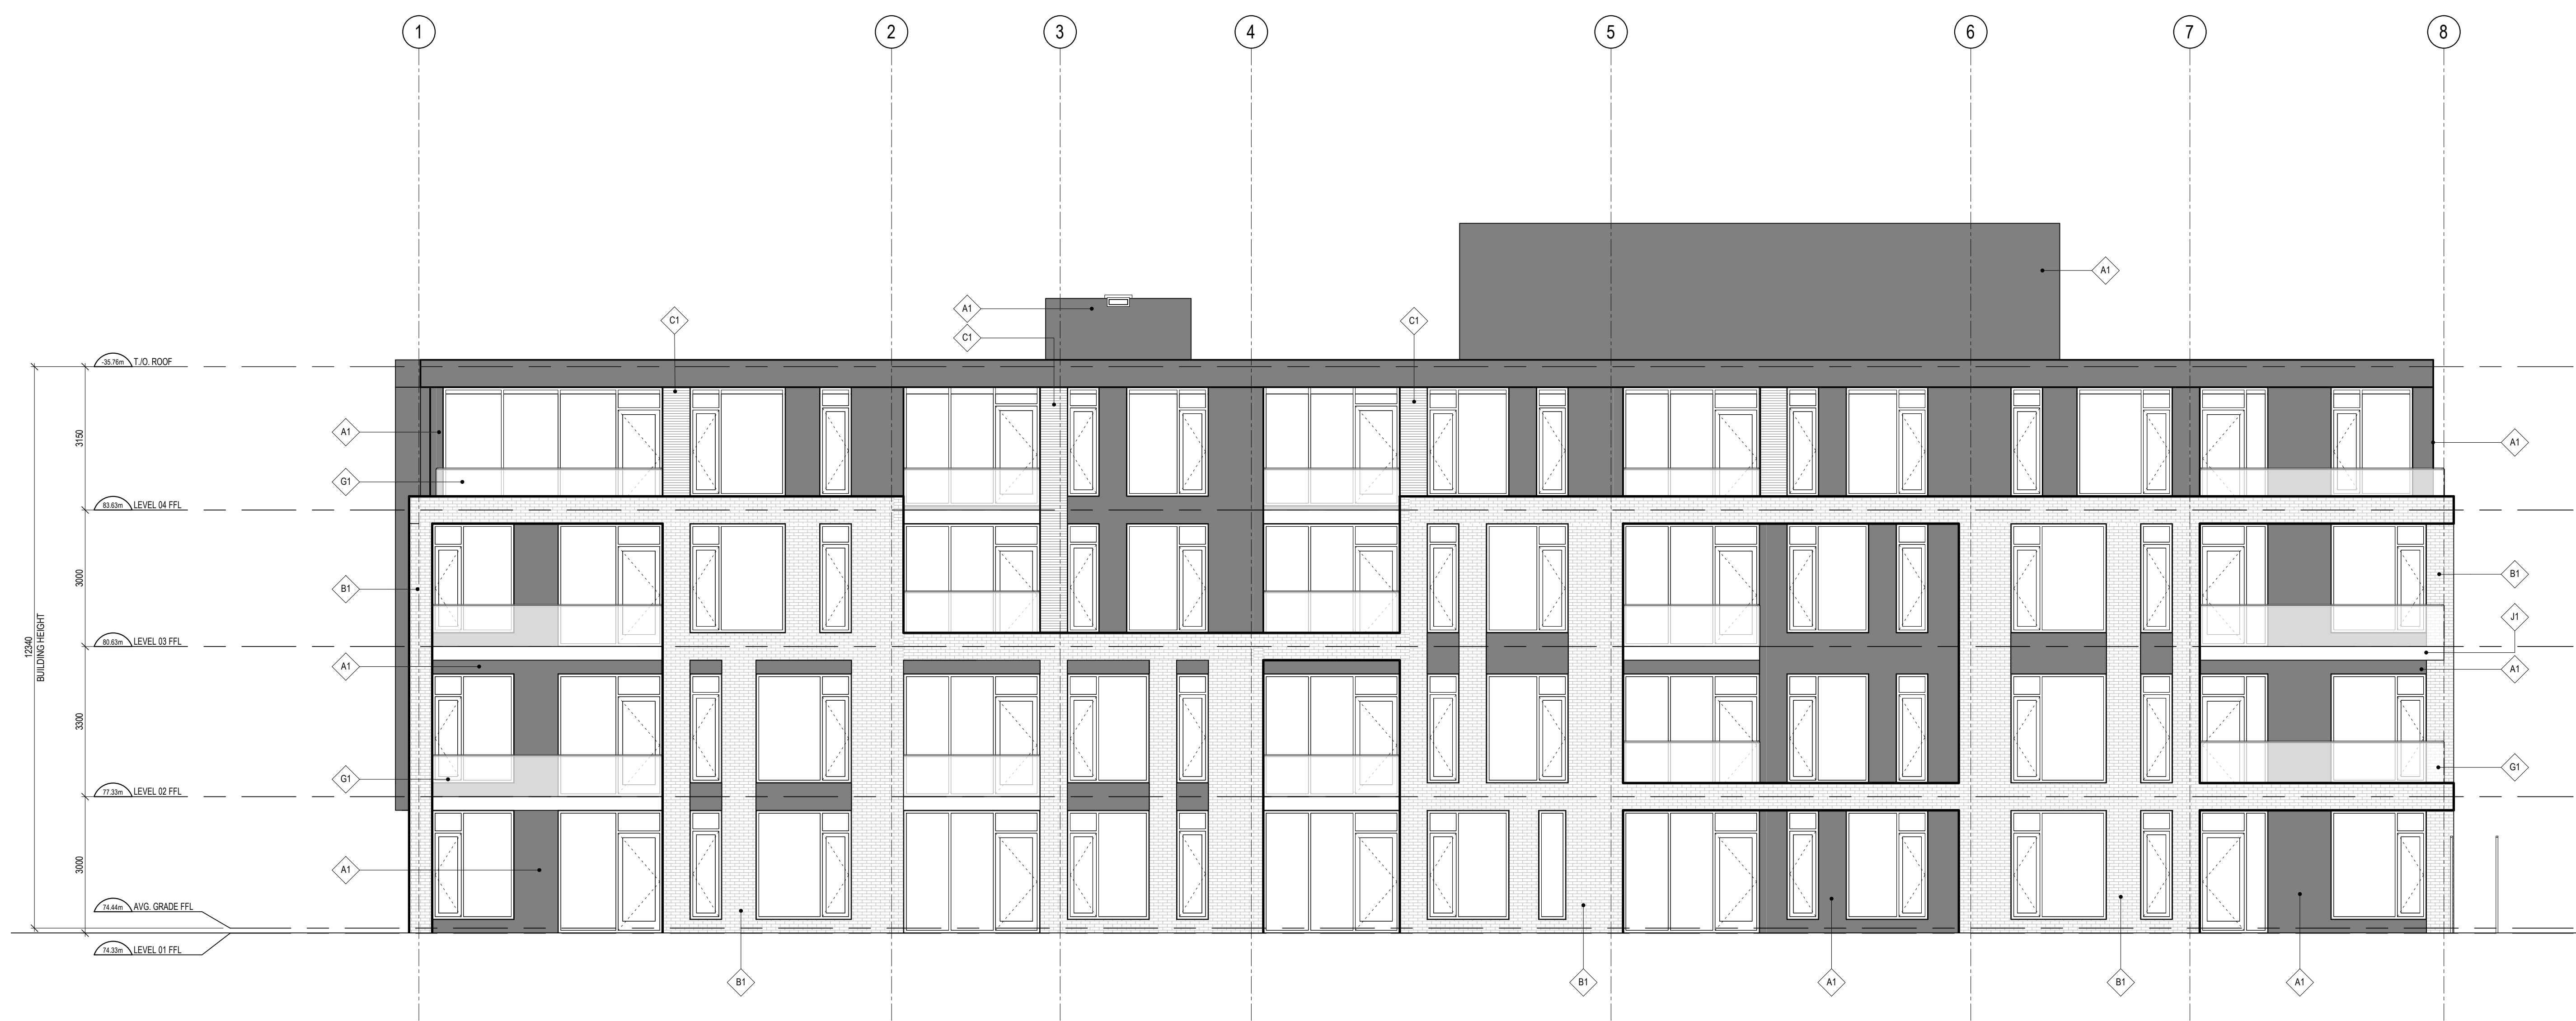 1 2 3 4 5 6 7 8
A1
C1
A1
C1
C1
-35.76m T./O. ROOF
3150
A1
A1
G1
83.63m LEVEL 04 FFL
3000
B1
B1
J1
80.63m LEVEL 03 FFL
12340
BUILDING HEIGHT
A1
A1
3300
G1
G1
77.33m LEVEL 02 FFL
3000
A1
74.44m AVG. GRADE FFL
74.33m LEVEL 01 FFL
B1
B1
A1
B1
A1